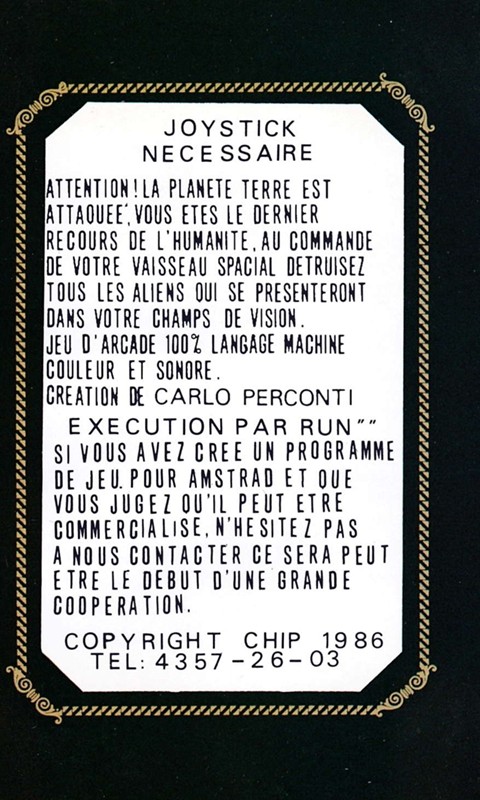 JOYSTICK
NECESSAIRE
ATTENTION! LA PLANETE TERRE EST
ATTAQUEE', VOUS ETES LE DERNIER
RECOURS DE L'HUMANITE, AU COMMANDE
DE VOTRE VAISSEAU SPACIAL DETRUISEZ
TOUS LES ALIENS QUI SE PRESENTERONT
DANS VOTRE CHAMPS DE VISION.
JEU D'ARCADE 100% LANGAGE MACHINE
COULEUR ET SONORE.
CREATION DE CARLO PERCONTI
EXECUTION PAR RUN""
SI VOUS AVEZ CREE UN PROGRAMME
DE JEU. POUR AMSTRAD ET QUE
VOUS JUGEZ QU'IL PEUT ETRE
COMMERCIALISE, N'HESITEZ PAS
A NOUS CONTACTER CE SERA PEUT
ETRE LE DEBUT D'UNE GRANDE
COOPERATION.
COPYRIGHT CHIP 1986
TEL: 4357-26-03